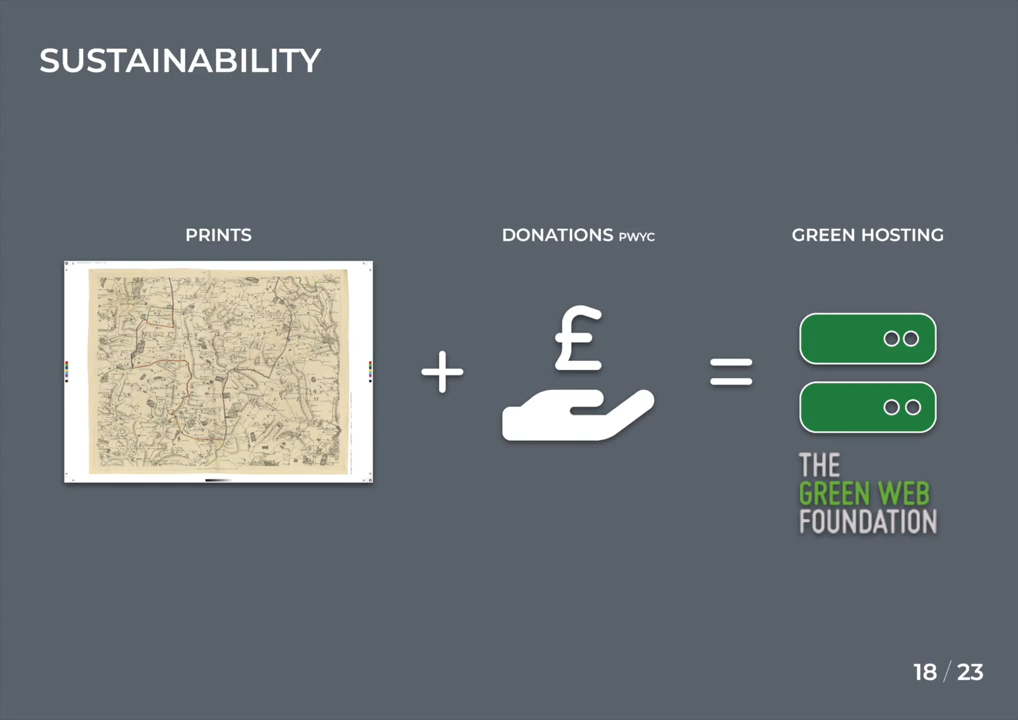 SUSTAINABILITY
PRINTS
DONATIONS PWYC
GREEN HOSTING
£
THE
GREEN WEB
FOUNDATION
18 / 23